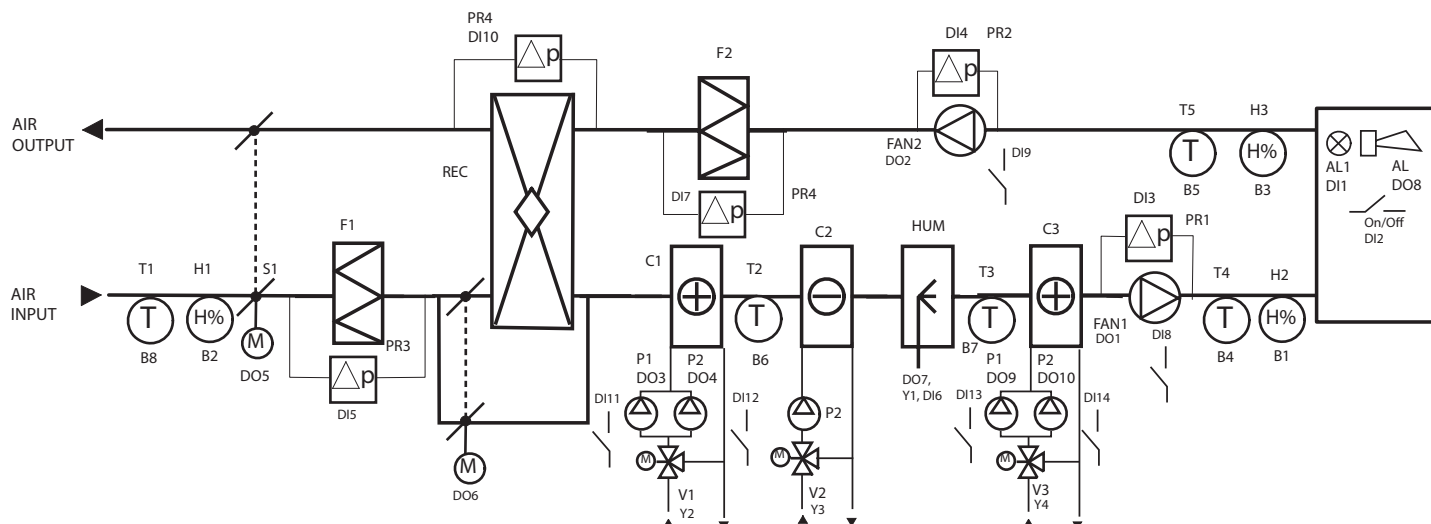 PR4
DI10
p
F2
DI4 PR2
p
AIR
OUTPUT
REC
FAN2
DO2
DI9
T5 H3
T H%
B5 B3
AL1
DI1
AL
DO8
On/Off
DI2
DI7
p
PR4
F1
T1 H1 S1
AIR
INPUT
T H% M
B8 B2
DO5
PR3
p
DI5
M
DO6
C1
T2
T
B6
C2
HUM
T3
T
B7
C3
DI3
PR1
p
FAN1
DO1
DI8
T4 H2
T H%
B4 B1
P1
DO3
P2
DO4
DI11
DI12
M
V1
Y2
P2
M
V2
Y3
DO7,
Y1, DI6
P1
DO9
P2
DO10
DI13
DI14
M
V3
Y4